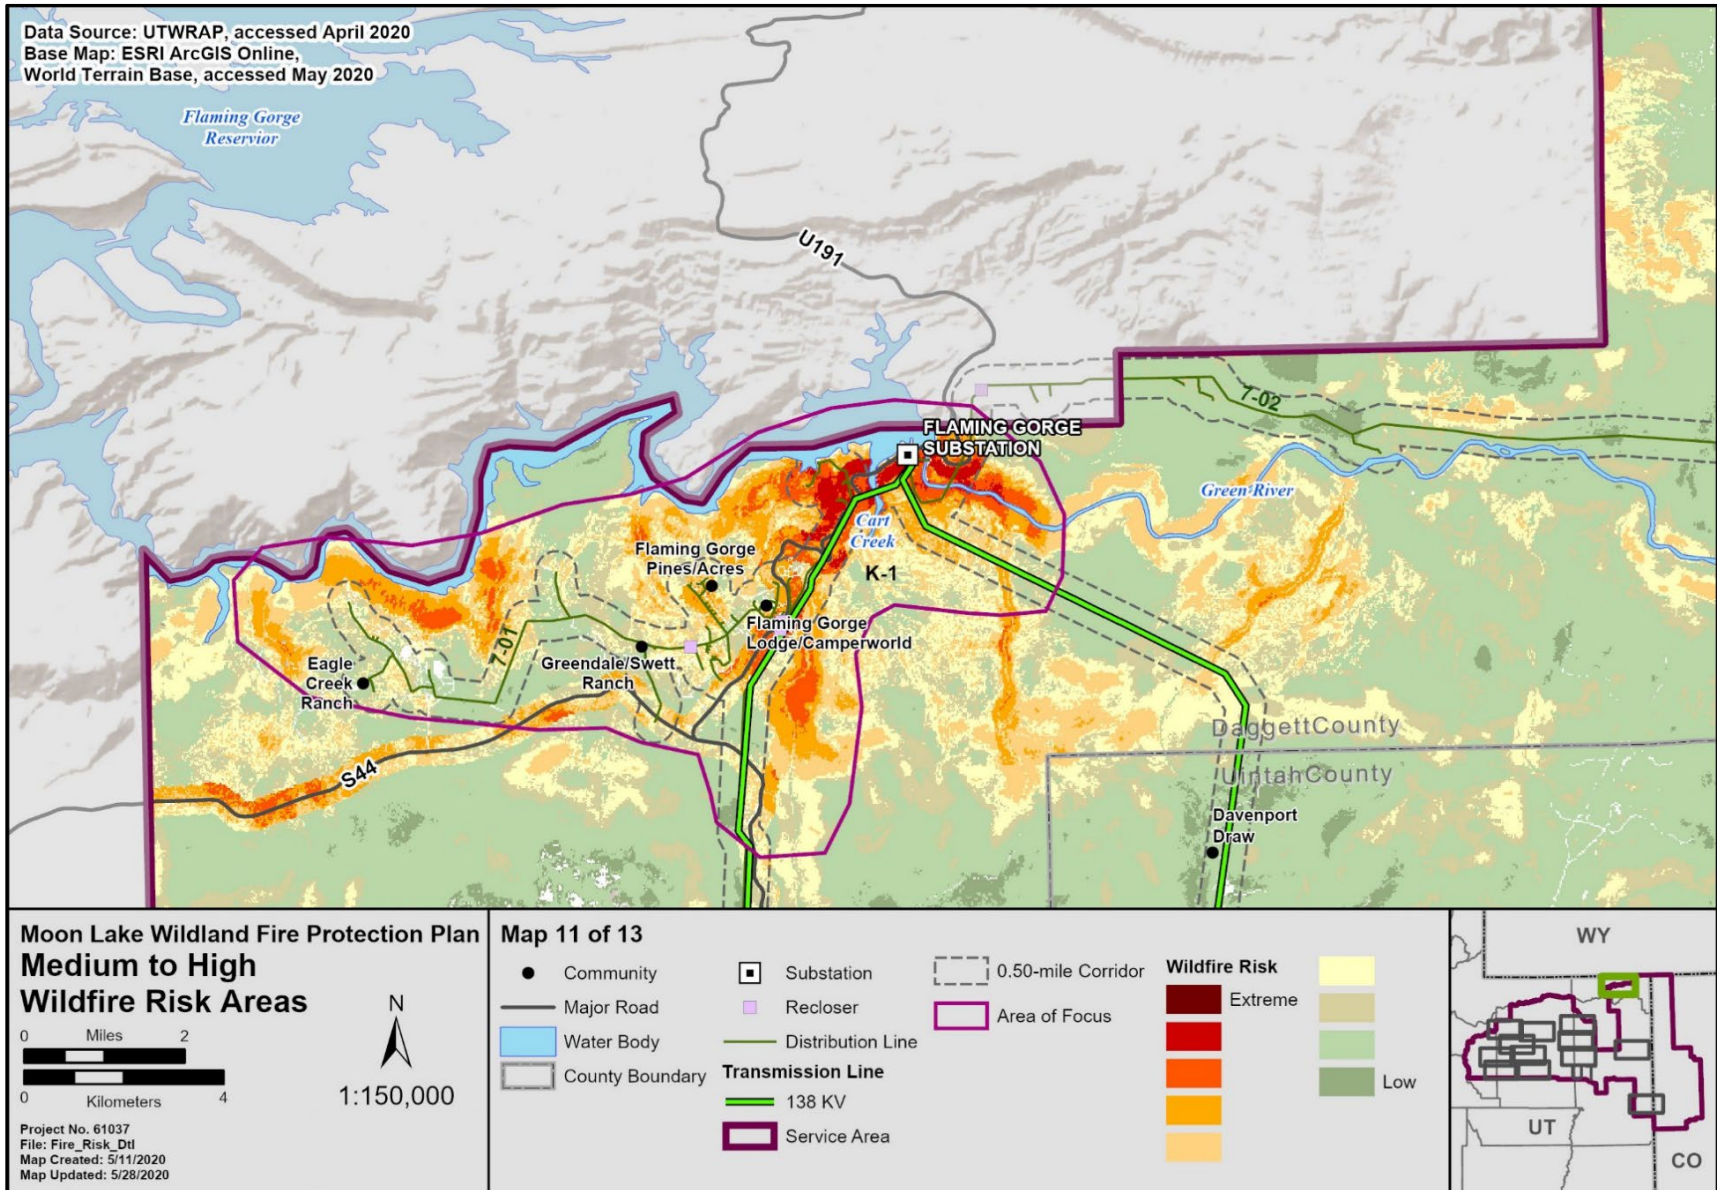 Data Source: UTWRAP, accessed April 2020
Base Map: ESRI ArcGIS Online,
World Terrain Base, accessed May 2020
Flaming Gorge
Reservior
U191
7-02
FLAMING GORGE
SUBSTATION
Green River
Cart
Creek
K-1
Flaming Gorge
Pines/Acres
Flaming Gorge
Lodge/Camperworld
7-01
Greendale/Swett
Ranch
Eagle
Creek
Ranch
S44
DaggettCounty
UintahCounty
Davenport
Draw
Moon Lake Wildland Fire Protection Plan
Medium to High
Wildfire Risk Areas
0 Miles 2
0 Kilometers 4
N
1:150,000
Project No. 61037
File: Fire_Risk_Dtl
Map Created: 5/11/2020
Map Updated: 5/28/2020
Map 11 of 13
Community
Major Road
Water Body
County Boundary
Substation
Recloser
Distribution Line
Transmission Line
138 KV
Service Area
0.50-mile Corridor
Area of Focus
Wildfire Risk
Extreme
Low
WY
UT
CO